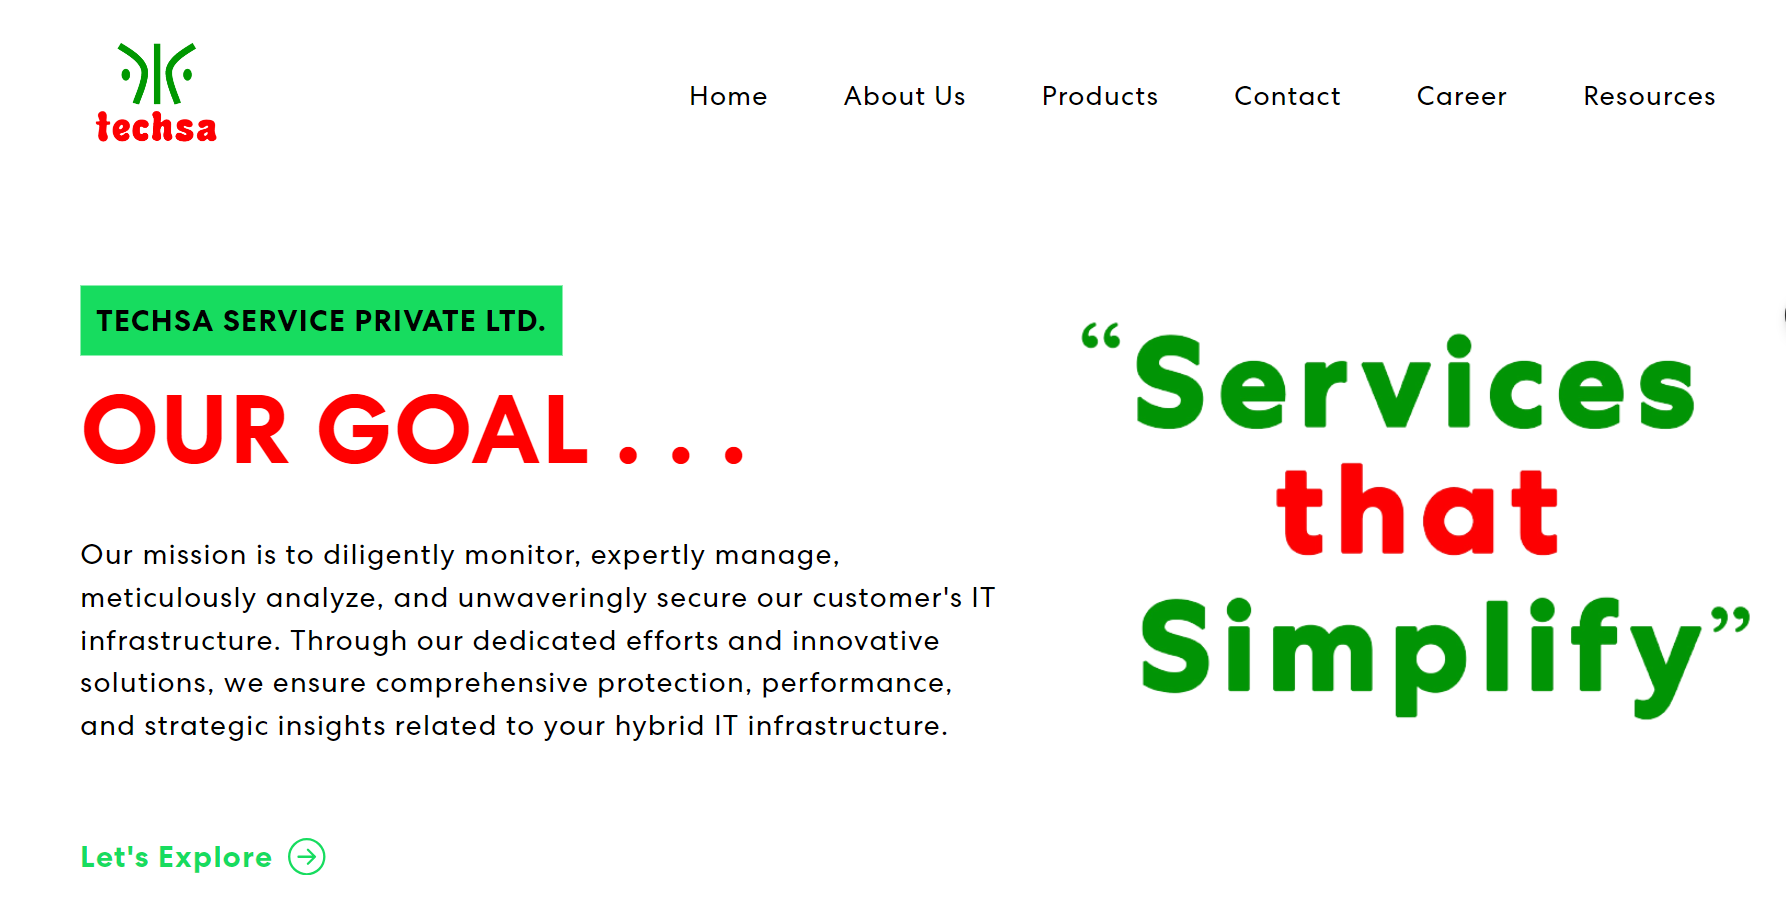 techsa
Home About Us Products Contact Career Resources
TECHSA SERVICE PRIVATE LTD.
OUR GOAL . . .
Our mission is to diligently monitor, expertly manage,
meticulously analyze, and unwaveringly secure our customer's IT
infrastructure. Through our dedicated efforts and innovative
solutions, we ensure comprehensive protection, performance,
and strategic insights related to your hybrid IT infrastructure.
Let's Explore
“Services
that
Simplify”